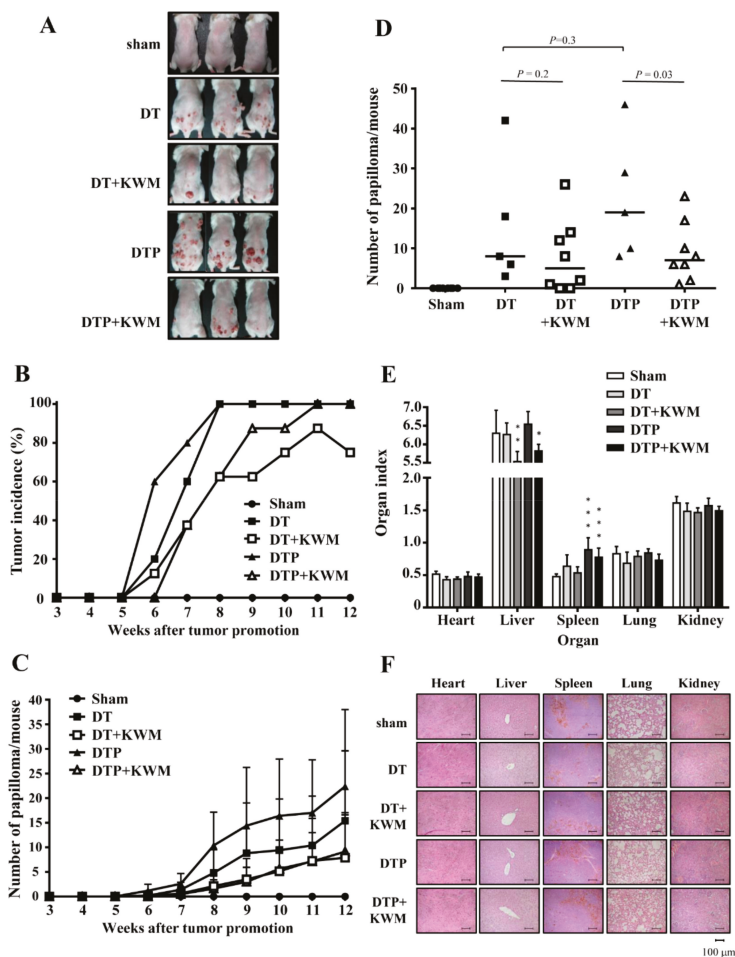 A
sham
DT
DT+KWM
DTP
DTP+KWM
D
P=0.3
P = 0.2
P = 0.03
Number of papilloma/mouse
50
40
30
20
10
0
Sham
DT
DT
+KWM
DTP
DTP
+KWM
B
Tumor incidence (%)
100
80
60
40
20
0
3 4 5 6 7 8 9 10 11 12
Weeks after tumor promotion
Sham
DT
DT+KWM
DTP
DTP+KWM
E
Organ index
7.0
6.5
6.0
5.5
1.5
1.0
0.5
0.0
Sham
DT
DT+KWM
DTP
DTP+KWM
* *
*
* * *
* * *
Heart Liver Spleen Lung Kidney
Organ
C
Number of papilloma/mouse
40
35
30
25
20
15
10
5
0
Sham
DT
DT+KWM
DTP
DTP+KWM
3 4 5 6 7 8 9 10 11 12
Weeks after tumor promotion
F
Heart Liver Spleen Lung Kidney
sham
DT
DT+
KWM
DTP
DTP+
KWM
100 μm